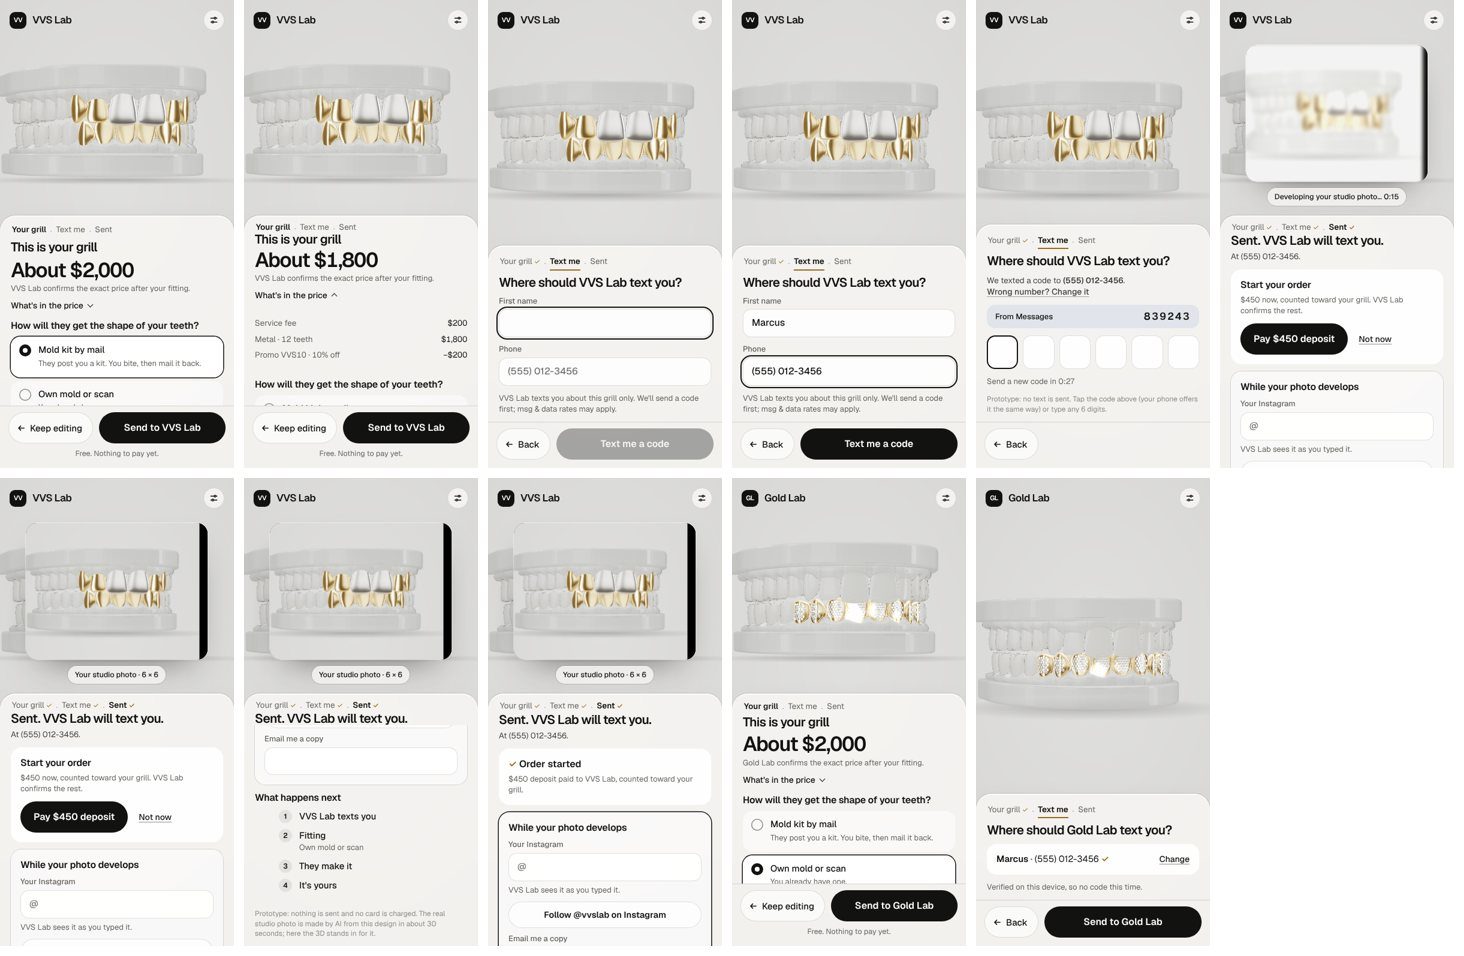 VV VVS Lab
Your grill . Text me . Sent
This is your grill
About $2,000
VVS Lab confirms the exact price after your fitting.
What's in the price
How will they get the shape of your teeth?
Mold kit by mail
They post you a kit. You bite, then mail it back.
Own mold or scan
← Keep editing
Send to VVS Lab
Free. Nothing to pay yet.
VV VVS Lab
Your grill . Text me . Sent
This is your grill
About $1,800
VVS Lab confirms the exact price after your fitting.
What's in the price
Service fee $200
Metal · 12 teeth $1,800
Promo VVS10 · 10% off −$200
How will they get the shape of your teeth?
← Keep editing
Send to VVS Lab
Free. Nothing to pay yet.
VV VVS Lab
Your grill ✓ . Text me . Sent
Where should VVS Lab text you?
First name
Phone
(555) 012-3456
VVS Lab texts you about this grill only. We'll send a code
first; msg & data rates may apply.
← Back
Text me a code
VV VVS Lab
Your grill ✓ . Text me . Sent
Where should VVS Lab text you?
First name
Marcus
Phone
(555) 012-3456
VVS Lab texts you about this grill only. We'll send a code
first; msg & data rates may apply.
← Back
Text me a code
VV VVS Lab
Your grill ✓ . Text me . Sent
Where should VVS Lab text you?
We texted a code to (555) 012-3456.
Wrong number? Change it
From Messages 839243
Send a new code in 0:27
Prototype: no text is sent. Tap the code above (your phone offers
it the same way) or type any 6 digits.
← Back
VV VVS Lab
Developing your studio photo... 0:15
Your grill ✓ . Text me ✓ . Sent ✓
Sent. VVS Lab will text you.
At (555) 012-3456.
Start your order
$450 now, counted toward your grill. VVS Lab
confirms the rest.
Pay $450 deposit
Not now
While your photo develops
Your Instagram
@
VVS Lab sees it as you typed it.
VV VVS Lab
Your studio photo · 6 × 6
Your grill ✓ . Text me ✓ . Sent ✓
Sent. VVS Lab will text you.
At (555) 012-3456.
Start your order
$450 now, counted toward your grill. VVS Lab
confirms the rest.
Pay $450 deposit
Not now
While your photo develops
Your Instagram
@
VVS Lab sees it as you typed it.
VV VVS Lab
Your studio photo · 6 × 6
Your grill ✓ . Text me ✓ . Sent ✓
Sent. VVS Lab will text you.
Email me a copy
What happens next
1 VVS Lab texts you
2 Fitting
Own mold or scan
3 They make it
4 It's yours
Prototype: nothing is sent and no card is charged. The real
studio photo is made by AI from this design in about 30
seconds; here the 3D stands in for it.
VV VVS Lab
Your studio photo · 6 × 6
Your grill ✓ . Text me ✓ . Sent ✓
Sent. VVS Lab will text you.
At (555) 012-3456.
✓ Order started
$450 deposit paid to VVS Lab, counted toward your
grill.
While your photo develops
Your Instagram
@
VVS Lab sees it as you typed it.
Follow @vvslab on Instagram
Email me a copy
GL Gold Lab
Your grill . Text me . Sent
This is your grill
About $2,000
Gold Lab confirms the exact price after your fitting.
What's in the price
How will they get the shape of your teeth?
Mold kit by mail
They post you a kit. You bite, then mail it back.
Own mold or scan
You already have one.
← Keep editing
Send to Gold Lab
Free. Nothing to pay yet.
GL Gold Lab
Your grill ✓ . Text me . Sent
Where should Gold Lab text you?
Marcus · (555) 012-3456 ✓ Change
Verified on this device, so no code this time.
← Back
Send to Gold Lab